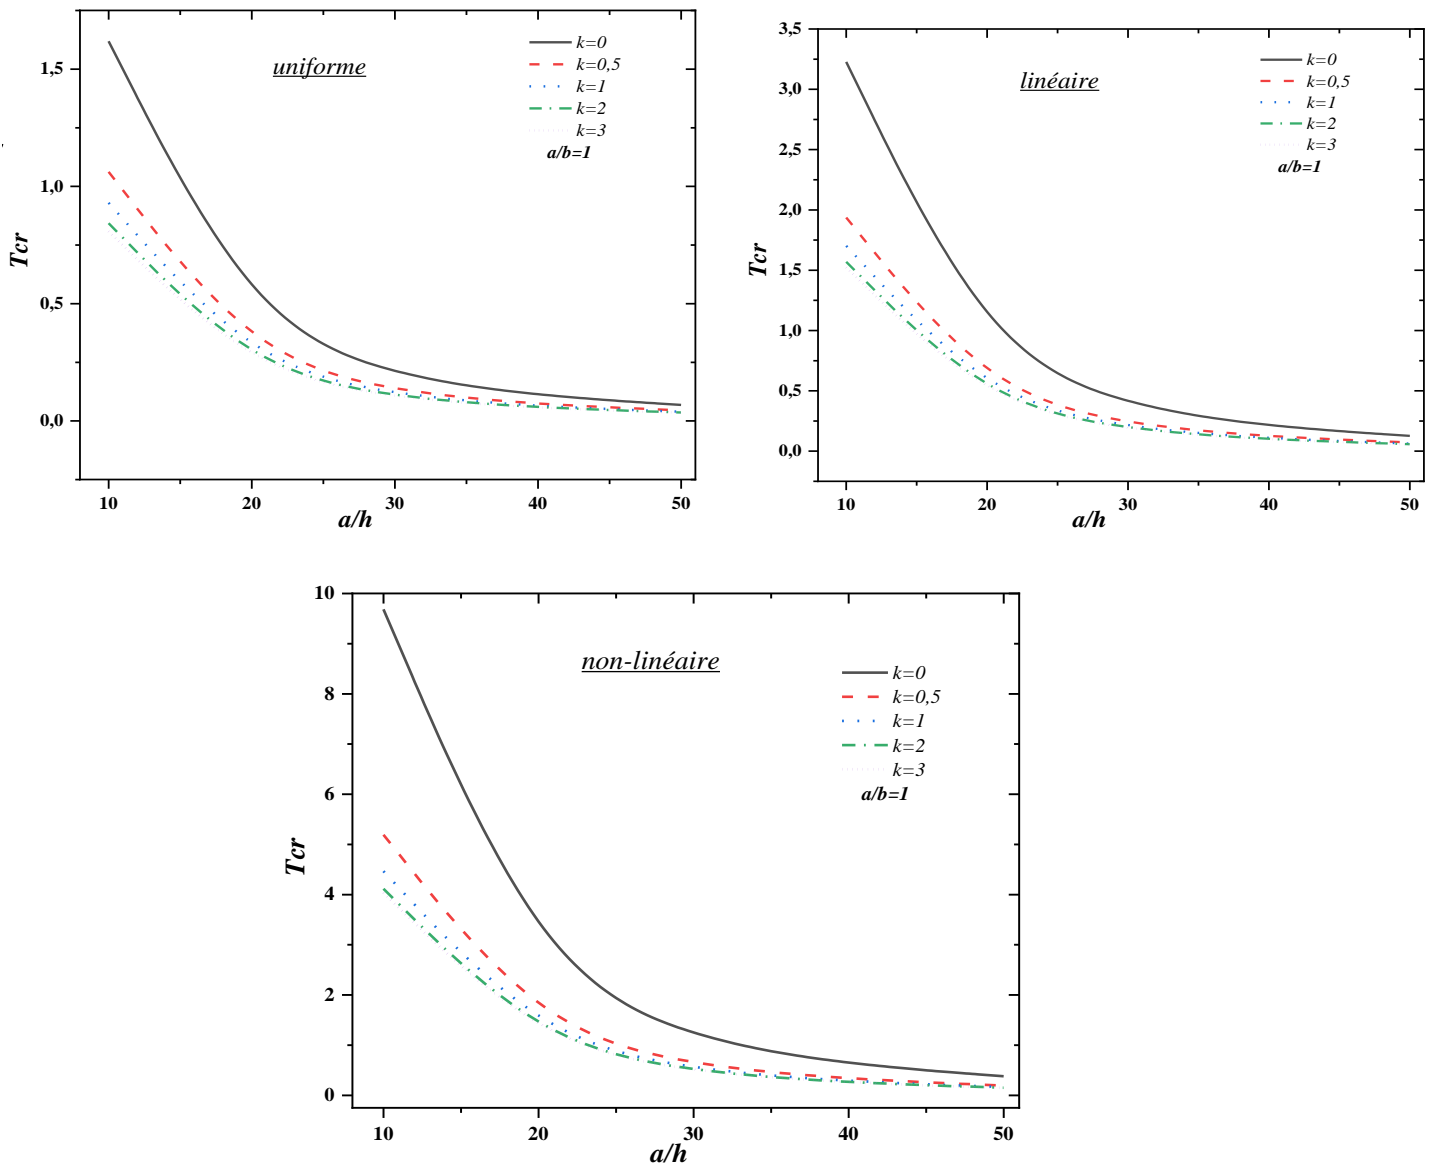 uniforme
k=0
k=0,5
k=1
k=2
k=3
a/b=1
1,5
1,0
0,5
0,0
Tcr
10 20 30 40 50
a/h
linéaire
k=0
k=0,5
k=1
k=2
k=3
a/b=1
3,5
3,0
2,5
2,0
1,5
1,0
0,5
0,0
Tcr
10 20 30 40 50
a/h
non-linéaire
k=0
k=0,5
k=1
k=2
k=3
a/b=1
10
8
6
4
2
0
Tcr
10 20 30 40 50
a/h